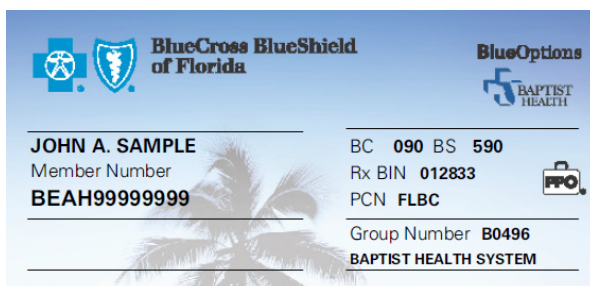 BlueCross BlueShield
of Florida
BlueOptions
BAPTIST
HEALTH
JOHN A. SAMPLE
Member Number
BEAH99999999
BC 090 BS 590
Rx BIN 012833
PCN FLBC
PPO
Group Number B0496
BAPTIST HEALTH SYSTEM